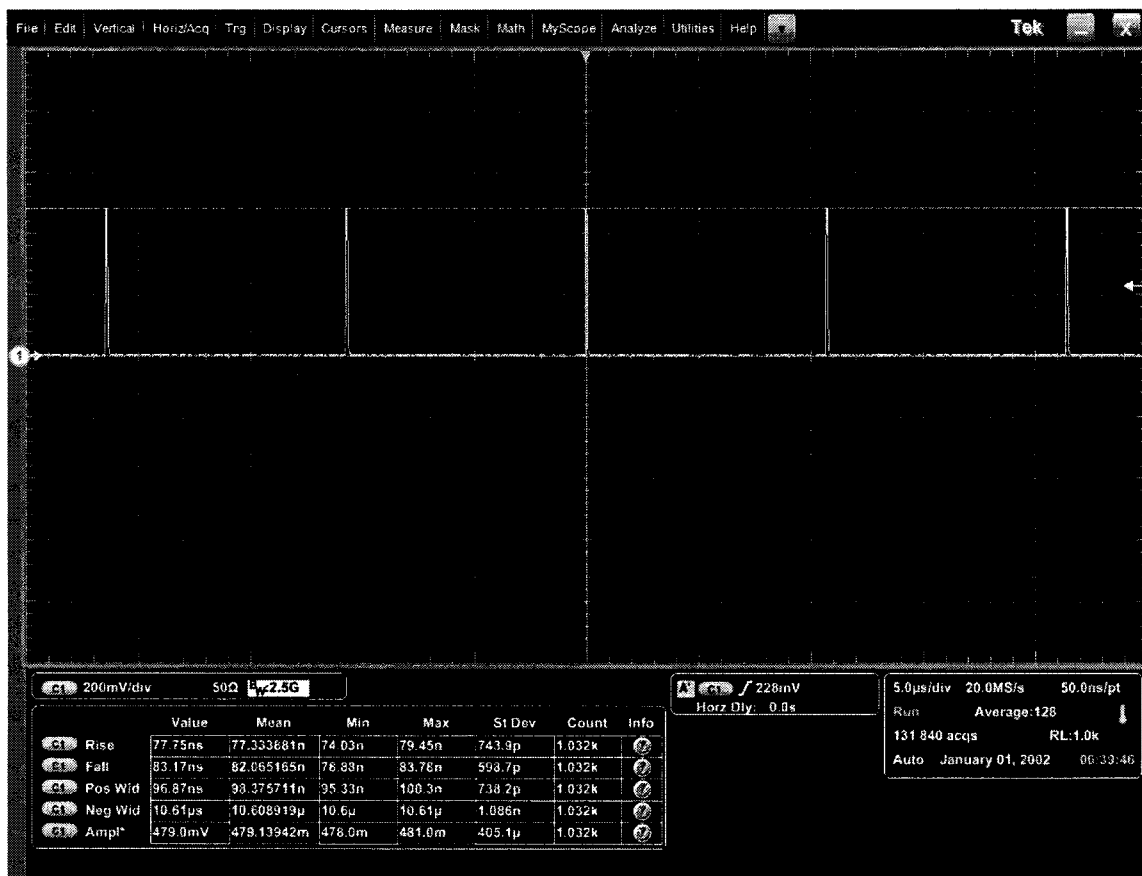 File Edit Vertical Horiz/Acq Trig Display Cursors Measure Mask Math MyScope Analyze Utilities Help Tek X
1
C1 200mV/div 50Ω BW:2.5G
A' C1 228mV
Horz Dly: 0.0s
5.0µs/div 20.0MS/s 50.0ns/pt
Run Average:128
131 840 acqs RL:1.0k
Auto January 01, 2002 06:39:46
Value Mean Min Max St Dev Count Info
C1 Rise 77.75ns 77.333681n 74.03n 79.45n 743.9p 1.032k
C1 Fall 83.17ns 82.065165n 76.83n 83.78n 598.7p 1.032k
C1 Pos Wid 96.87ns 98.375711n 95.33n 100.3n 738.2p 1.032k
C1 Neg Wid 10.61µs 10.608919µ 10.6µ 10.61µ 1.086n 1.032k
C1 Ampl* 479.0mV 479.13942m 478.0m 481.0m 405.1µ 1.032k